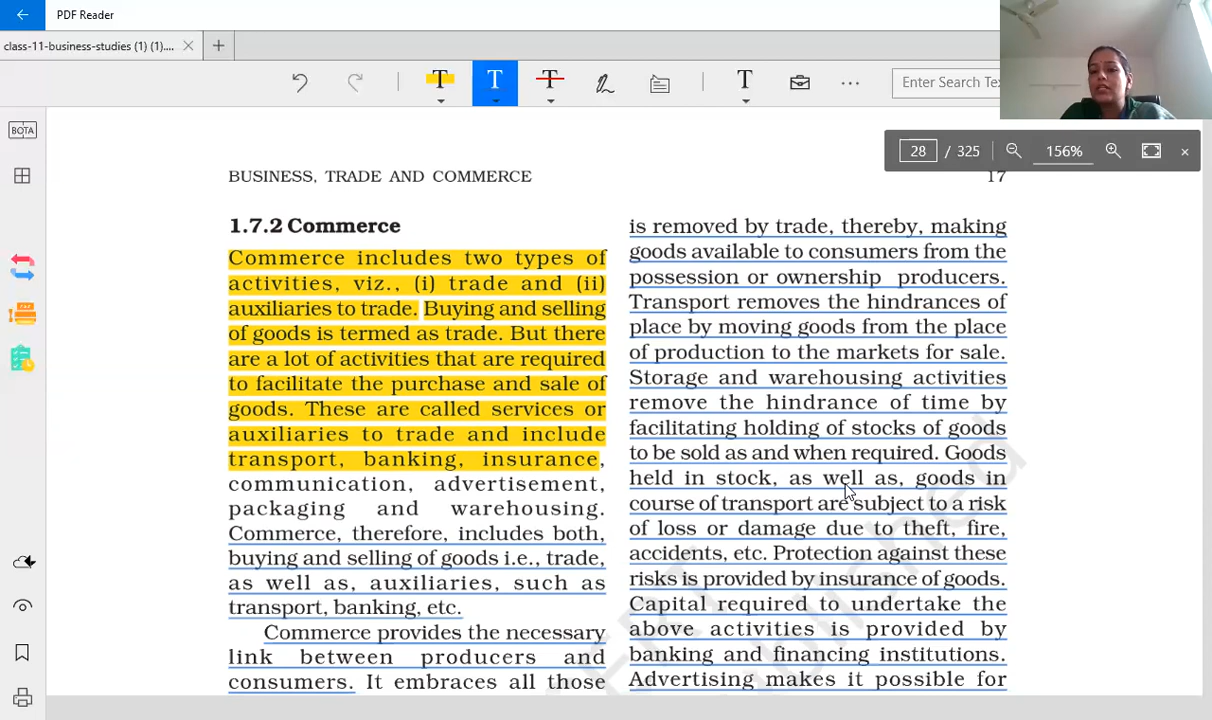 PDF Reader
class-11-business-studies (1) (1)....
Enter Search Tex
BOTA
28 / 325
156%
BUSINESS, TRADE AND COMMERCE
17
1.7.2 Commerce
Commerce includes two types of
activities, viz., (i) trade and (ii)
auxiliaries to trade. Buying and selling
of goods is termed as trade. But there
are a lot of activities that are required
to facilitate the purchase and sale of
goods. These are called services or
auxiliaries to trade and include
transport, banking, insurance,
communication, advertisement,
packaging and warehousing.
Commerce, therefore, includes both,
buying and selling of goods i.e., trade,
as well as, auxiliaries, such as
transport, banking, etc.
Commerce provides the necessary
link between producers and
consumers. It embraces all those
is removed by trade, thereby, making
goods available to consumers from the
possession or ownership producers.
Transport removes the hindrances of
place by moving goods from the place
of production to the markets for sale.
Storage and warehousing activities
remove the hindrance of time by
facilitating holding of stocks of goods
to be sold as and when required. Goods
held in stock, as well as, goods in
course of transport are subject to a risk
of loss or damage due to theft, fire,
accidents, etc. Protection against these
risks is provided by insurance of goods.
Capital required to undertake the
above activities is provided by
banking and financing institutions.
Advertising makes it possible for